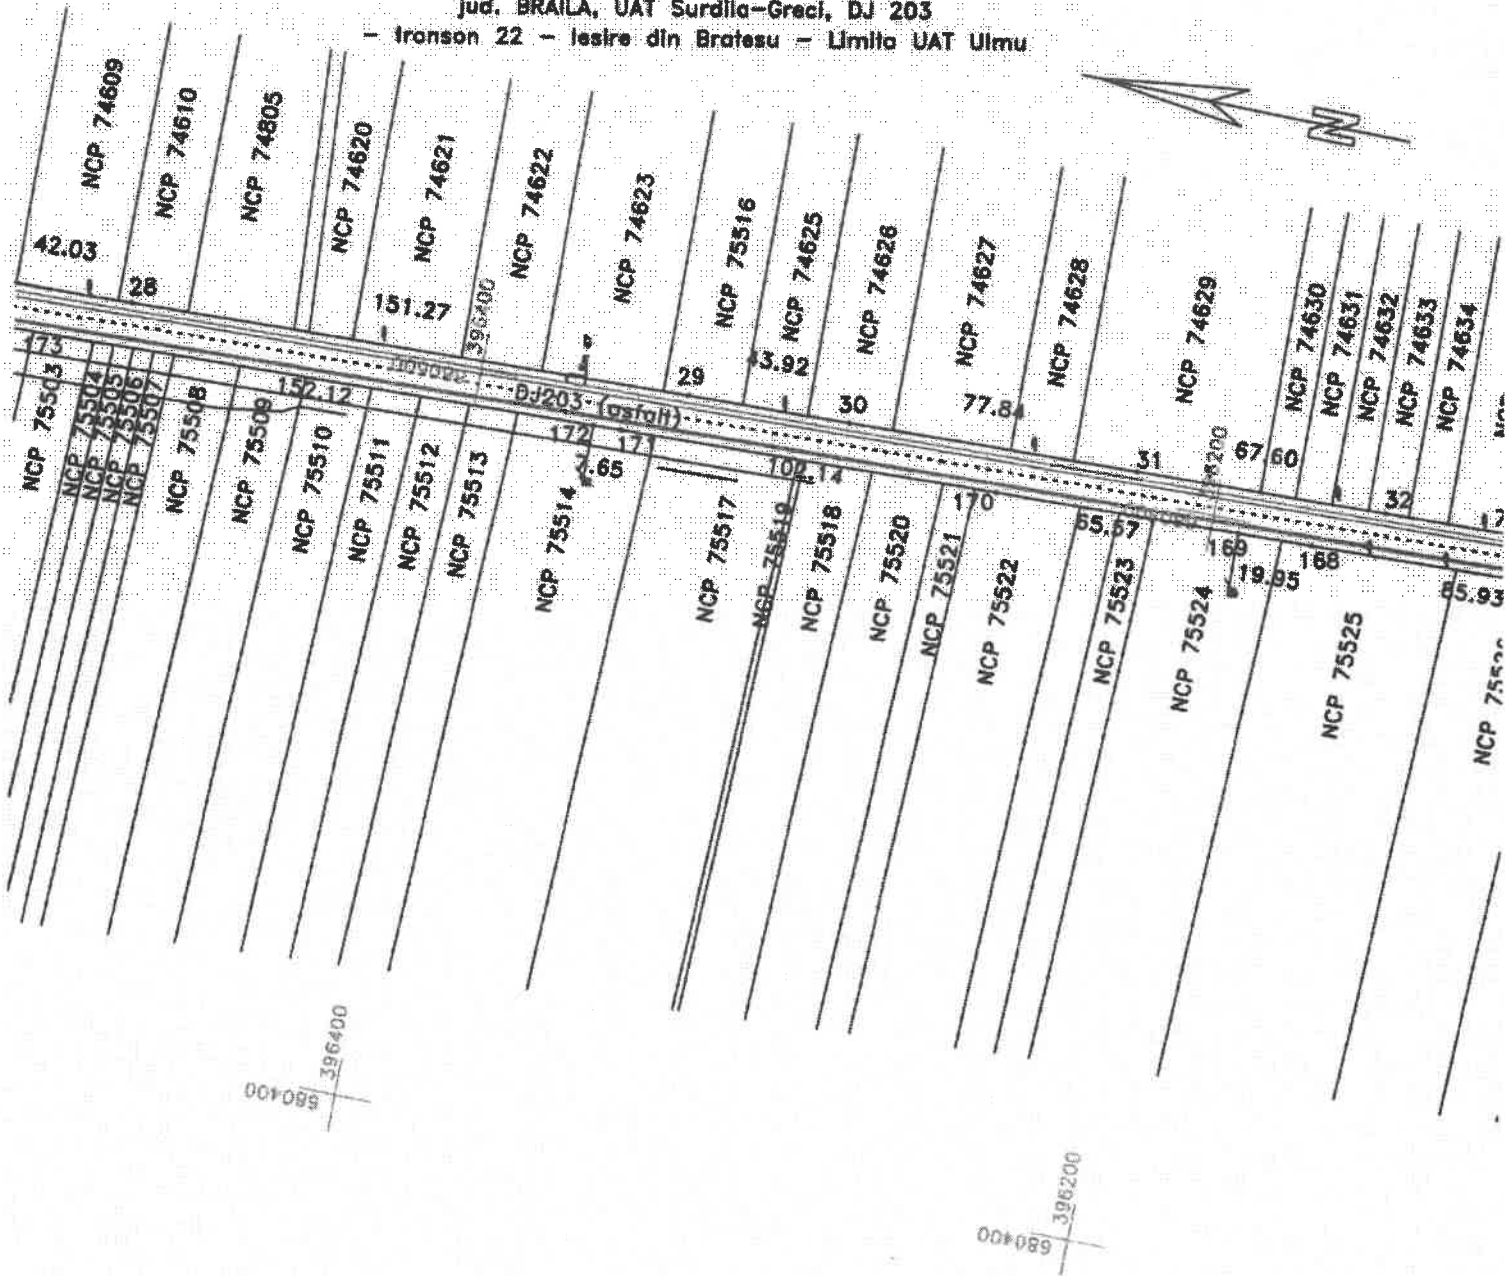 jud. BRAILA, UAT Surdila-Greci, DJ 203
- tronson 22 - Iesire din Bratesu - Limita UAT Ulmu
N
NCP 74609
NCP 74610
NCP 74805
NCP 74620
NCP 74621
NCP 74622
NCP 74623
NCP 75516
NCP 74625
NCP 74626
NCP 74627
NCP 74628
NCP 74629
NCP 74630
NCP 74631
NCP 74632
NCP 74633
NCP 74634
42.03
28
151.27
396400
29
30
77.84
31
67.60
32
DJ203 (asfalt)
173
152.12
172
171
170
65.67
169
19.95
168
65.93
NCP 75503
NCP 75504
NCP 75505
NCP 75506
NCP 75507
NCP 75508
NCP 75509
NCP 75510
NCP 75511
NCP 75512
NCP 75513
NCP 75514
NCP 75517
NCP 75519
NCP 75518
NCP 75520
NCP 75521
NCP 75522
NCP 75523
NCP 75524
NCP 75525
NCP
396400
680400
396200
680400